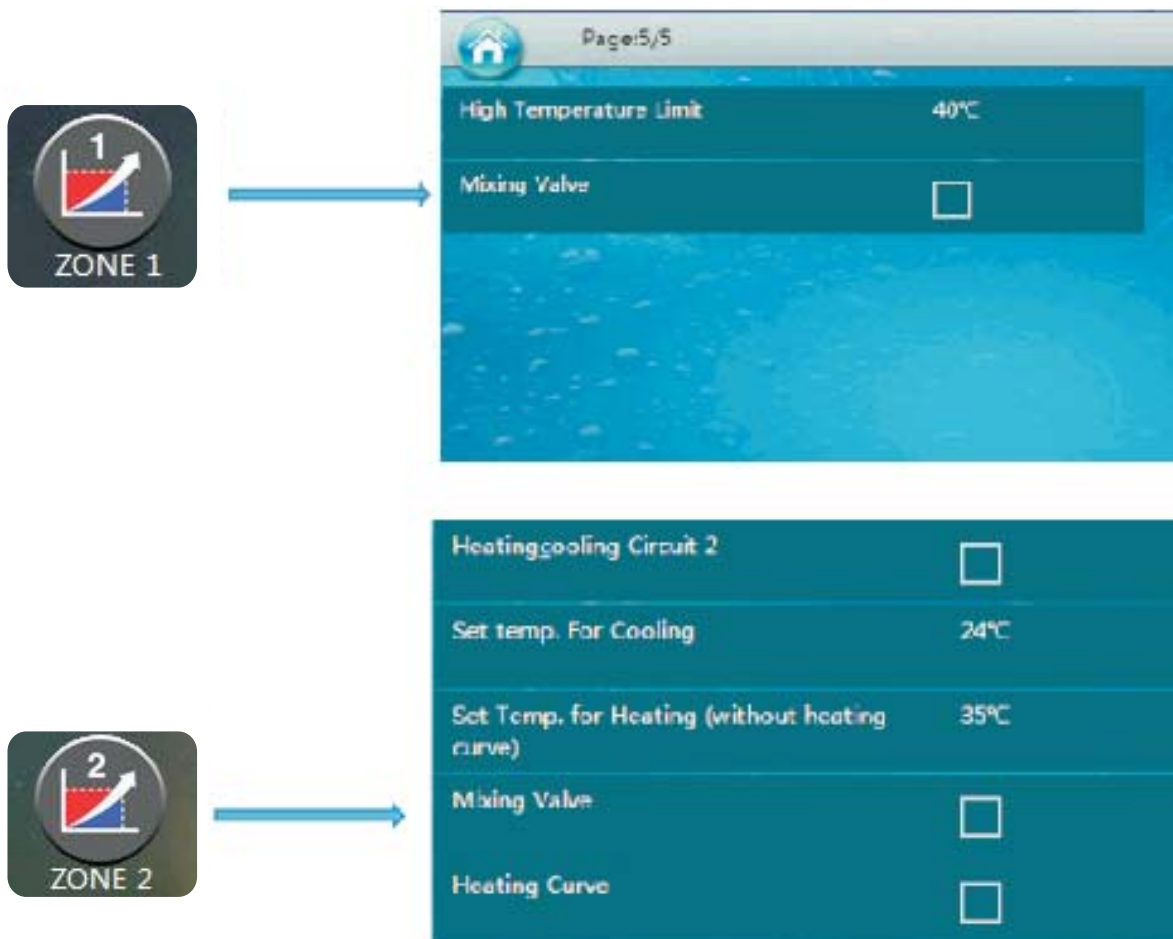 Page:5/5
High Temperature Limit 40℃
1
Mixing Valve
ZONE 1
Heatingcooling Circuit 2
Set temp. For Cooling 24℃
Set Temp. for Heating (without heating 35℃
curve)
2
Mixing Valve
ZONE 2
Heating Curve